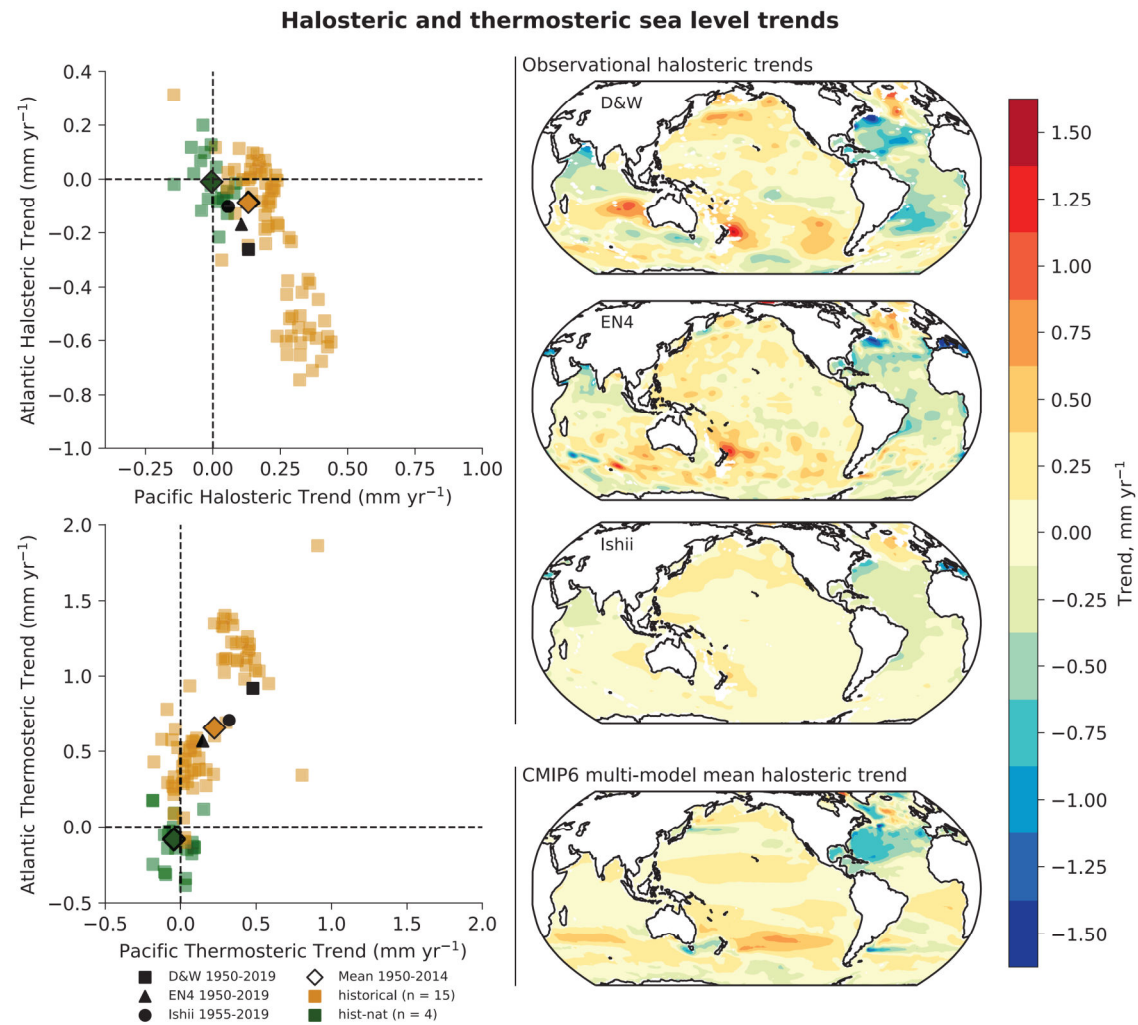 Halosteric and thermosteric sea level trends
Atlantic Halosteric Trend (mm yr⁻¹)
0.4
0.2
0.0
−0.2
−0.4
−0.6
−0.8
−1.0
−0.25
0.00
0.25
0.50
1.00
Pacific Halosteric Trend (mm yr⁻¹)
Atlantic Thermosteric Trend (mm yr⁻¹)
2.0
1.5
1.0
0.5
0.0
−0.5
−0.5
0.0
0.5
1.0
1.5
2.0
Pacific Thermosteric Trend (mm yr⁻¹)
D&W 1950-2019
EN4 1950-2019
Ishii 1955-2019
Mean 1950-2014
historical (n = 15)
hist-nat (n = 4)
Observational halosteric trends
D&W
EN4
Ishii
CMIP6 multi-model mean halosteric trend
1.50
1.25
1.00
0.75
0.50
0.25
0.00
−0.25
−0.50
−0.75
−1.00
−1.25
−1.50
Trend, mm yr⁻¹